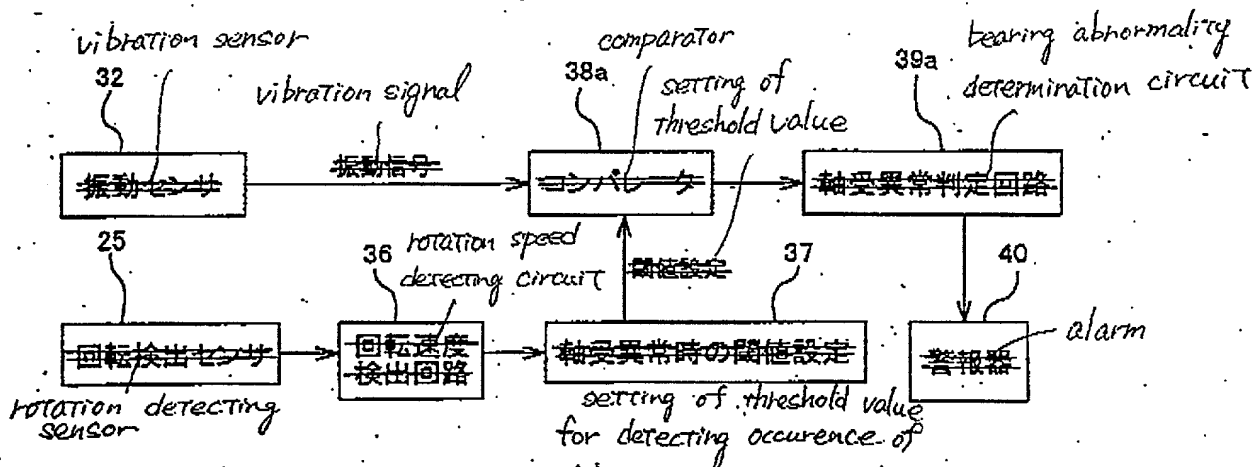 vibration sensor
32
vibration signal
comparator
38a
setting of
threshold value
39a
bearing abnormality
determination circuit
振動センサ
振動信号
コンパレータ
軸受異常判定回路
25
36
rotation speed
detecting circuit
閾値設定
37
40
alarm
回転検出センサ
回転速度
検出回路
軸受異常時の閾値設定
警報器
rotation detecting
sensor
setting of threshold value
for detecting occurence of